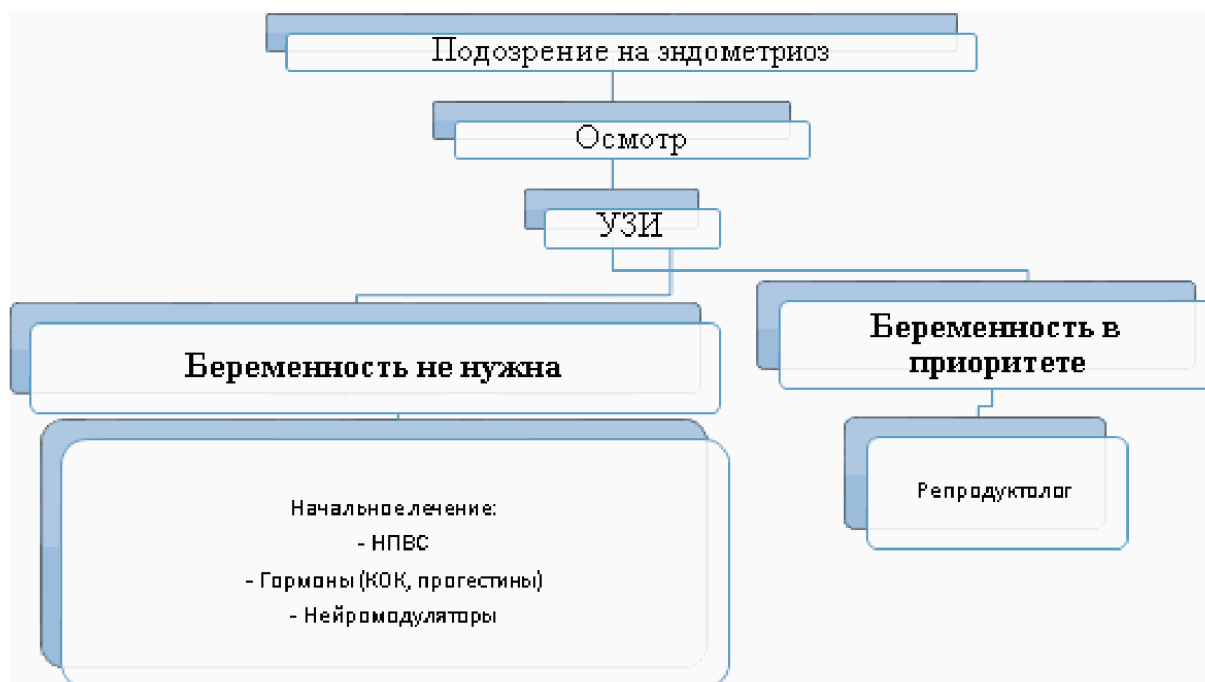 Подозрение на эндометриоз
Осмотр
УЗИ
Беременность не нужна
Беременность в
приоритете
Начальное лечение:
- НПВС
- Гормоны (КОК, прогестины)
- Нейромодуляторы
Репродуктолог